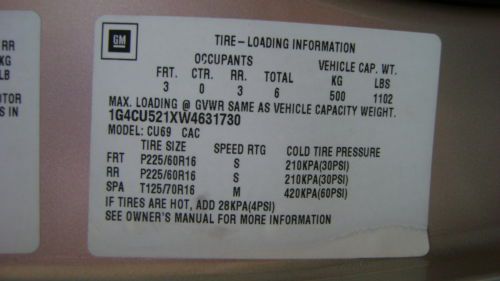 RR
KG
LB
TOR
S IN
GM
TIRE-LOADING INFORMATION
OCCUPANTS VEHICLE CAP. WT.
FRT. CTR. RR. TOTAL KG LBS
3 0 3 6 500 1102
MAX. LOADING @ GVWR SAME AS VEHICLE CAPACITY WEIGHT.
1G4CU521XW4631730
MODEL: CU69 CAC
TIRE SIZE SPEED RTG COLD TIRE PRESSURE
FRT P225/60R16 S 210KPA(30PSI)
RR P225/60R16 S 210KPA(30PSI)
SPA T125/70R16 M 420KPA(60PSI)
IF TIRES ARE HOT, ADD 28KPA(4PSI)
SEE OWNER'S MANUAL FOR MORE INFORMATION